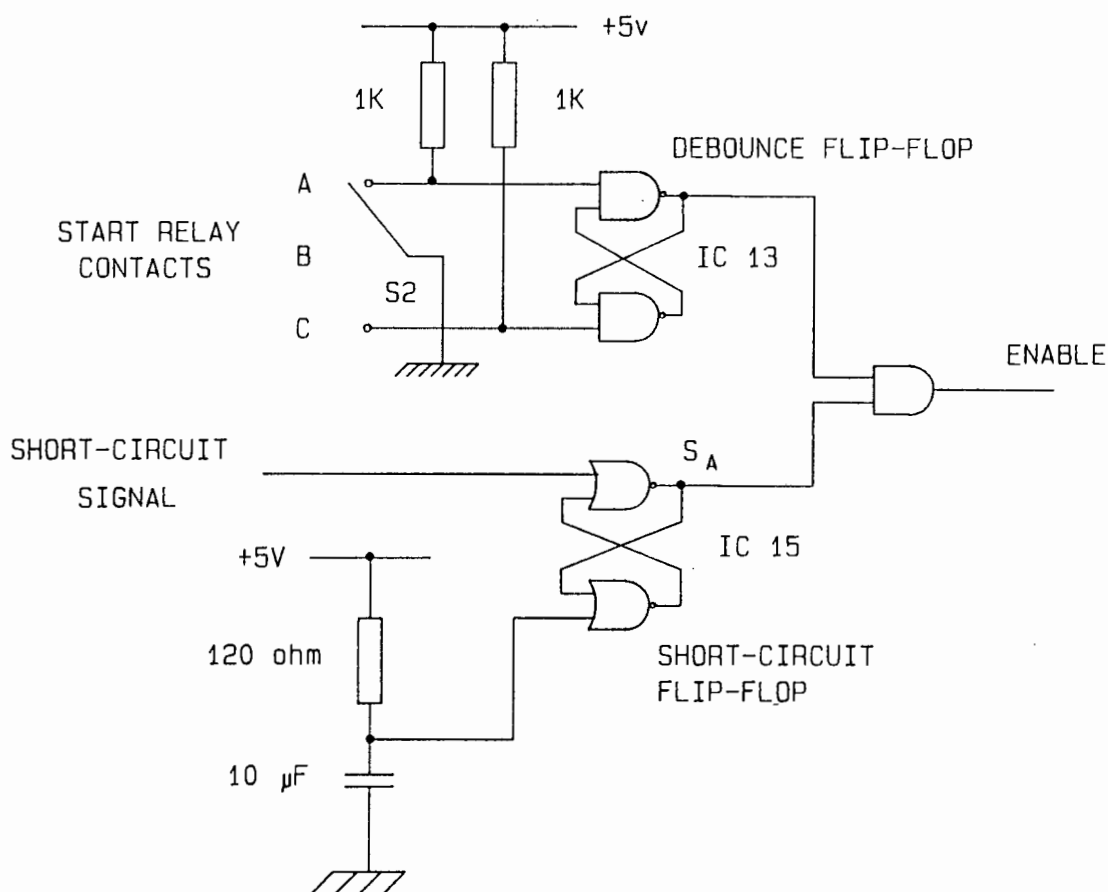 +5v
1K
1K
DEBOUNCE FLIP-FLOP
A
START RELAY
CONTACTS
B
IC 13
S2
C
ENABLE
SHORT-CIRCUIT
SIGNAL
S A
+5V
IC 15
120 ohm
SHORT-CIRCUIT
FLIP-FLOP
10 µF